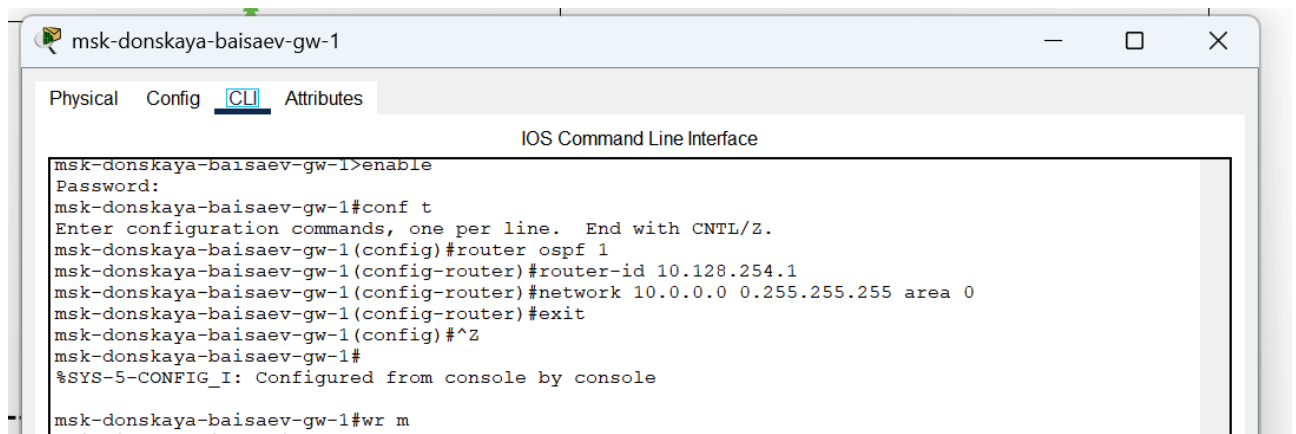 msk-donskaya-baisaev-gw-1
Physical Config CLI Attributes
IOS Command Line Interface
msk-donskaya-baisaev-gw-1>enable
Password:
msk-donskaya-baisaev-gw-1#conf t
Enter configuration commands, one per line.  End with CNTL/Z.
msk-donskaya-baisaev-gw-1(config)#router ospf 1
msk-donskaya-baisaev-gw-1(config-router)#router-id 10.128.254.1
msk-donskaya-baisaev-gw-1(config-router)#network 10.0.0.0 0.255.255.255 area 0
msk-donskaya-baisaev-gw-1(config-router)#exit
msk-donskaya-baisaev-gw-1(config)#^Z
msk-donskaya-baisaev-gw-1#
%SYS-5-CONFIG_I: Configured from console by console
msk-donskaya-baisaev-gw-1#wr m